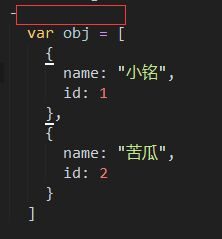 var obj = [
{
name: "小铭",
id: 1
},
{
name: "苦瓜",
id: 2
}
]